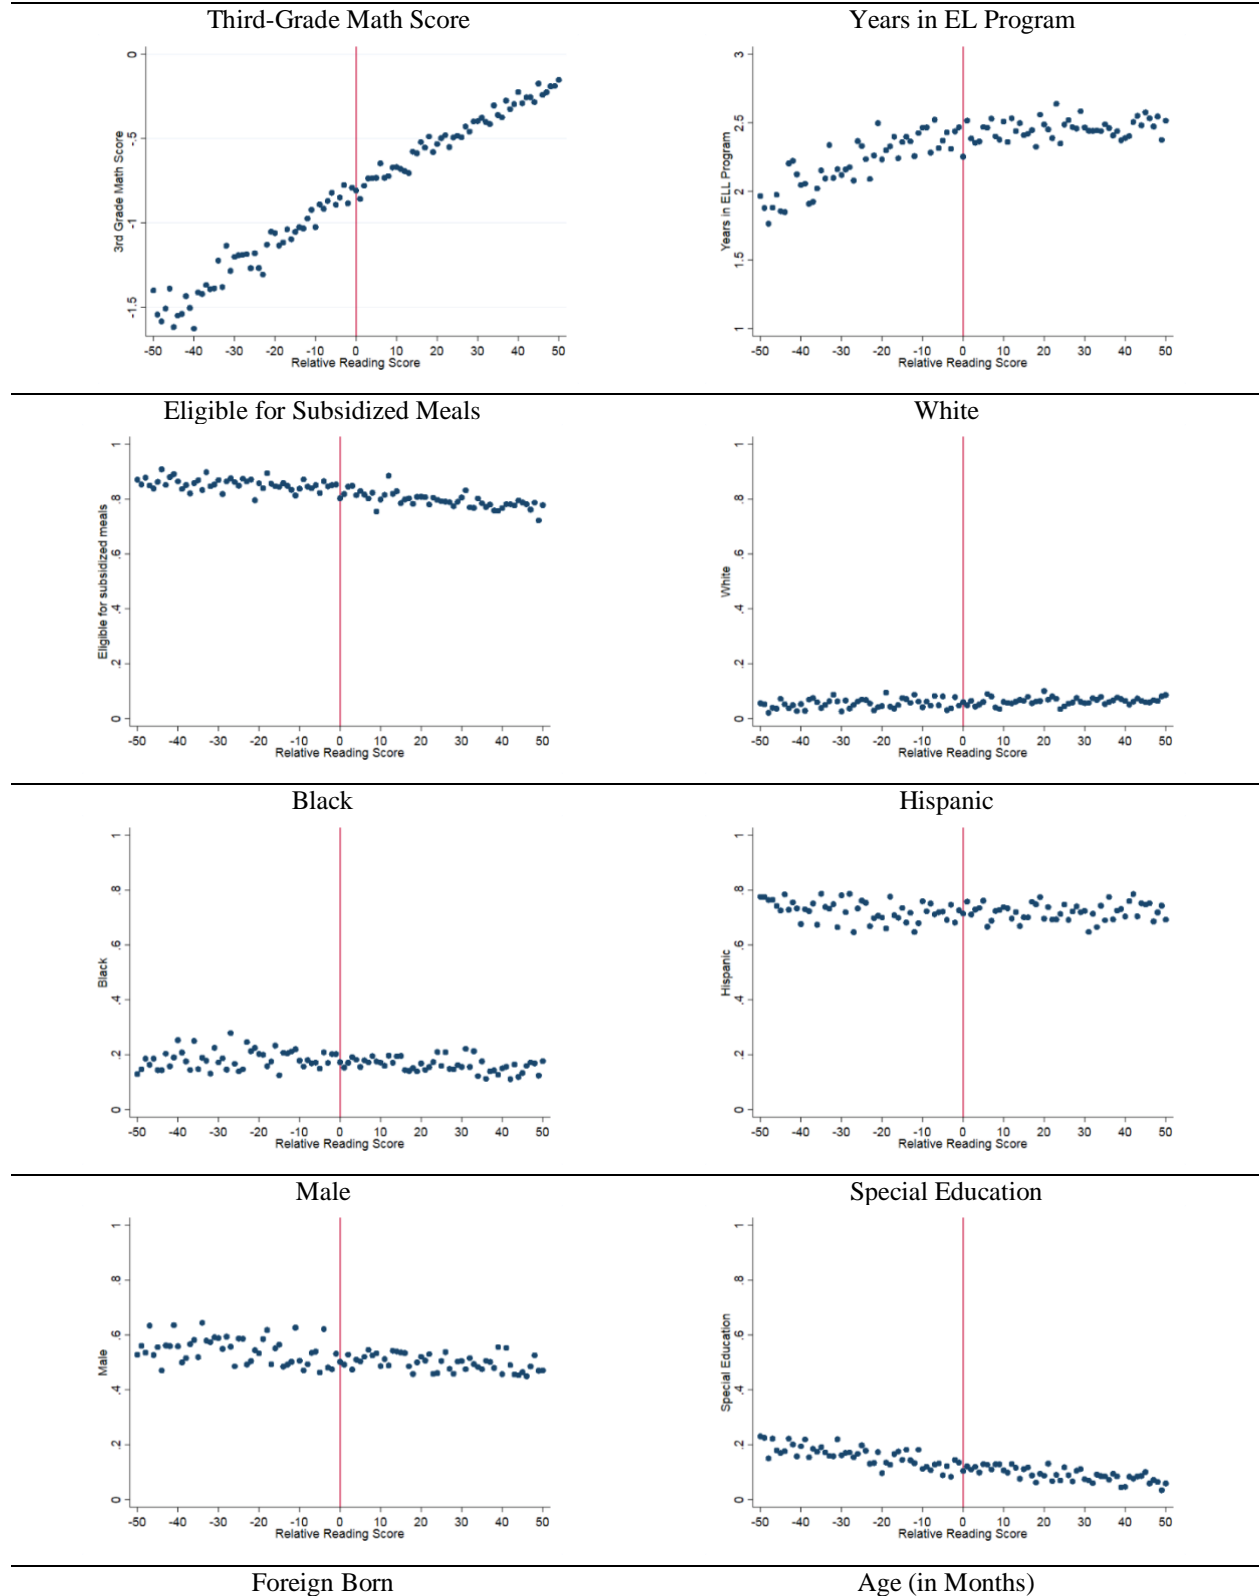 Third-Grade Math Score
Years in EL Program
0
-.5
-1
-1.5
3rd Grade Math Score
-50 -40 -30 -20 -10 0 10 20 30 40 50
Relative Reading Score
3
2.5
2
1.5
1
Years in ELL Program
-50 -40 -30 -20 -10 0 10 20 30 40 50
Relative Reading Score
Eligible for Subsidized Meals
White
1
.8
.6
.4
.2
0
Eligible for subsidized meals
-50 -40 -30 -20 -10 0 10 20 30 40 50
Relative Reading Score
1
.8
.6
.4
.2
0
White
-50 -40 -30 -20 -10 0 10 20 30 40 50
Relative Reading Score
Black
Hispanic
1
.8
.6
.4
.2
0
Black
-50 -40 -30 -20 -10 0 10 20 30 40 50
Relative Reading Score
1
.8
.6
.4
.2
0
Hispanic
-50 -40 -30 -20 -10 0 10 20 30 40 50
Relative Reading Score
Male
Special Education
1
.8
.6
.4
.2
0
Male
-50 -40 -30 -20 -10 0 10 20 30 40 50
Relative Reading Score
1
.8
.6
.4
.2
0
Special Education
-50 -40 -30 -20 -10 0 10 20 30 40 50
Relative Reading Score
Foreign Born
Age (in Months)